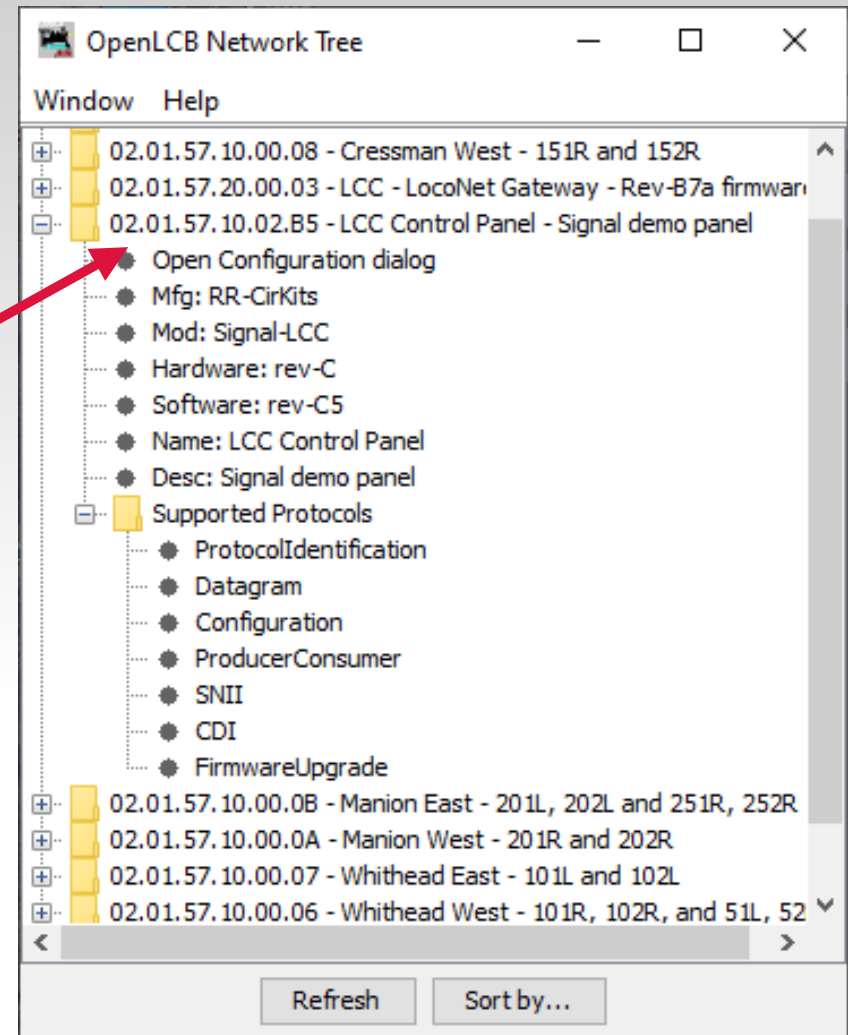 OpenLCB Network Tree
Window Help
02.01.57.10.00.08 - Cressman West - 151R and 152R
02.01.57.20.00.03 - LCC - LocoNet Gateway - Rev-B7a
02.01.57.10.02.B5 - LCC Control Panel - Signal demo panel
Open Configuration dialog
Mfg: RR-CirKits
Mod: Signal-LCC
Hardware: rev-C
Software: rev-C5
Name: LCC Control Panel
Desc: Signal demo panel
Supported Protocols
ProtocolIdentification
Datagram
Configuration
ProducerConsumer
SNII
CDI
FirmwareUpgrade
02.01.57.10.00.0B - Manion East - 201L, 202L and 251R, 252R
02.01.57.10.00.0A - Manion West - 201R and 202R
02.01.57.10.00.07 - Whithead East - 101L and 102L
02.01.57.10.00.06 - Whithead West - 101R, 102R, and 51L,
Refresh Sort by...